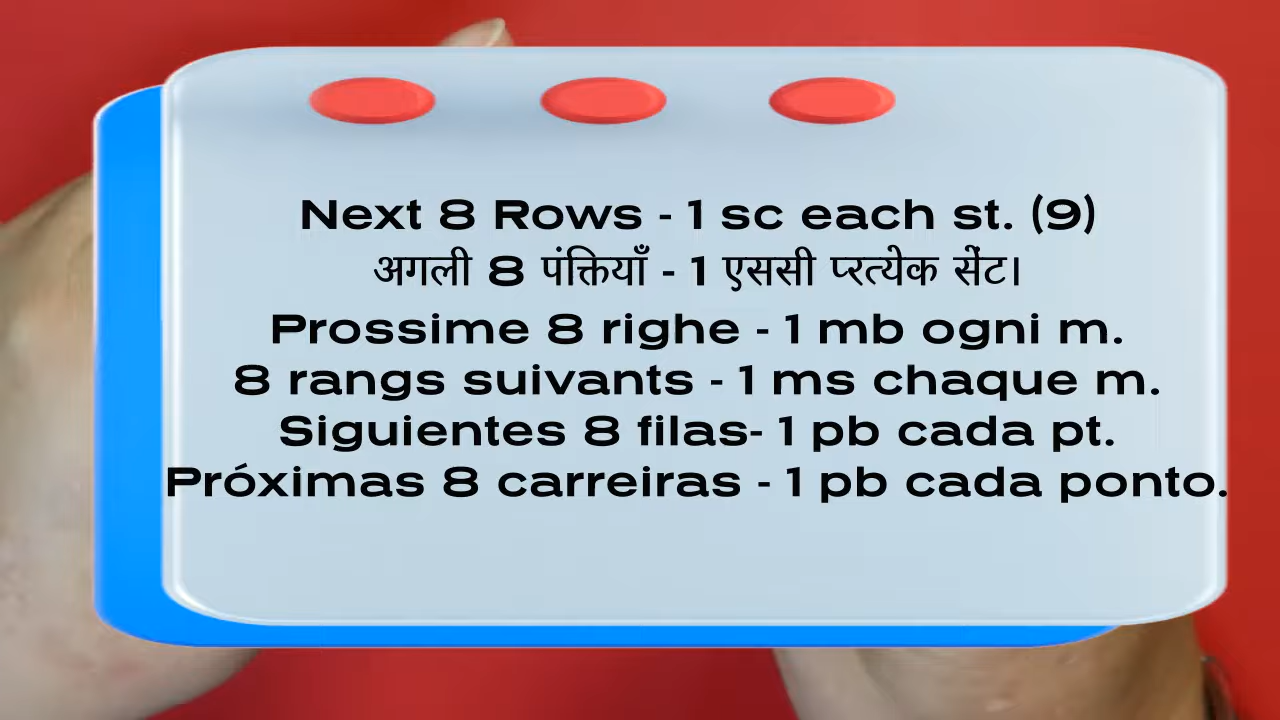 Next 8 Rows - 1 sc each st. (9)
अगली 8 पंक्तियाँ - 1 एससी प्रत्येक सेंट।
Prossime 8 righe - 1 mb ogni m.
8 rangs suivants - 1 ms chaque m.
Siguientes 8 filas- 1 pb cada pt.
Próximas 8 carreiras - 1 pb cada ponto.